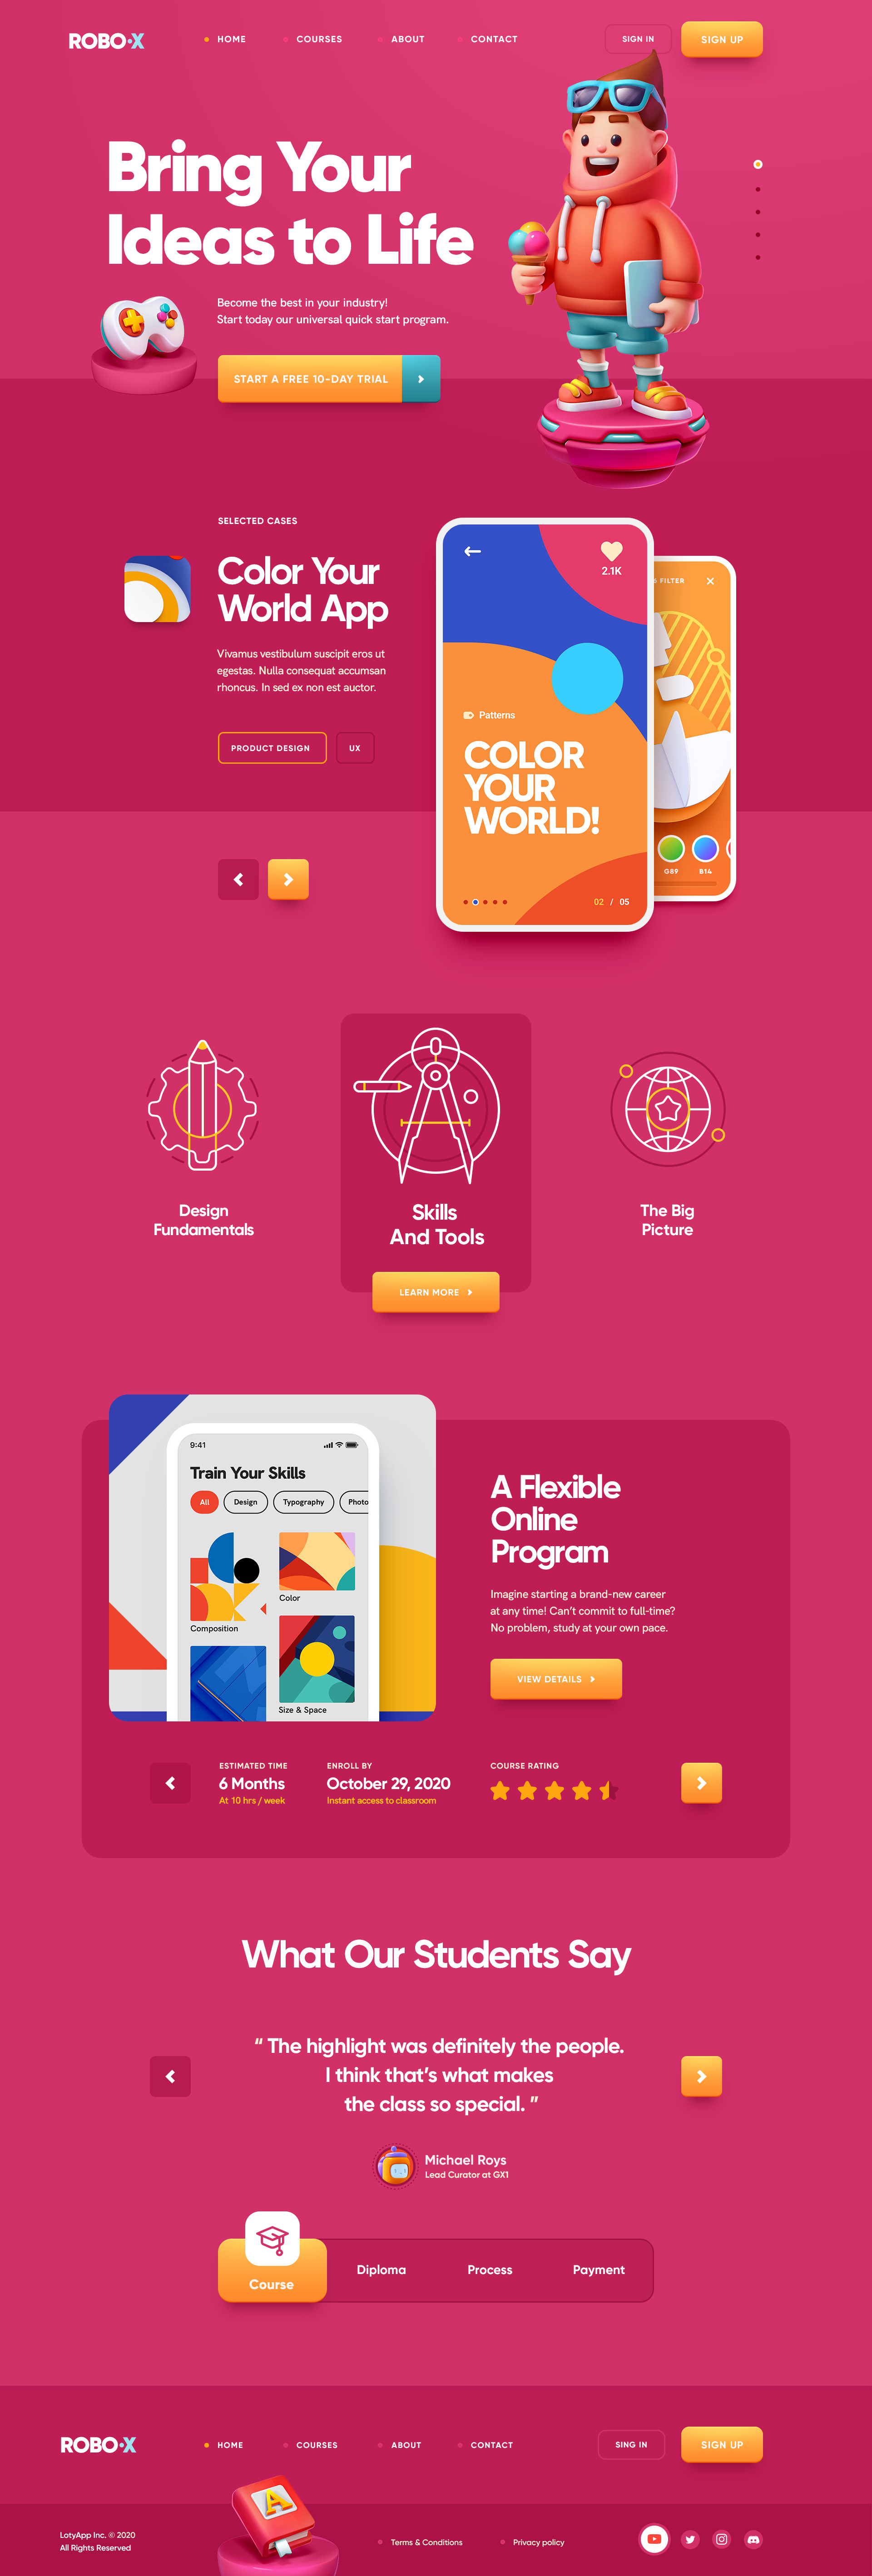 ROBO·X
HOME
COURSES
ABOUT
CONTACT
SIGN IN
SIGN UP
Bring Your
Ideas to Life
Become the best in your industry!
Start today our universal quick start program.
START A FREE 10-DAY TRIAL
SELECTED CASES
Color Your
World App
Vivamus vestibulum suscipit eros ut
egestas. Nulla consequat accumsan
rhoncus. In sed ex non est auctor.
PRODUCT DESIGN
UX
2.1K
Patterns
COLOR
YOUR
WORLD!
02 / 05
FILTER
G89
B14
Design
Fundamentals
Skills
And Tools
LEARN MORE
The Big
Picture
9:41
Train Your Skills
All
Design
Typography
Photo
Composition
Color
Size & Space
A Flexible
Online
Program
Imagine starting a brand-new career
at any time! Can't commit to full-time?
No problem, study at your own pace.
VIEW DETAILS
ESTIMATED TIME
6 Months
At 10 hrs / week
ENROLL BY
October 29, 2020
Instant access to classroom
COURSE RATING
What Our Students Say
“ The highlight was definitely the people.
I think that’s what makes
the class so special. ”
Michael Roys
Lead Curator at GX1
Course
Diploma
Process
Payment
ROBO·X
HOME
COURSES
ABOUT
CONTACT
SING IN
SIGN UP
A
LotyApp Inc. © 2020
All Rights Reserved
Terms & Conditions
Privacy policy